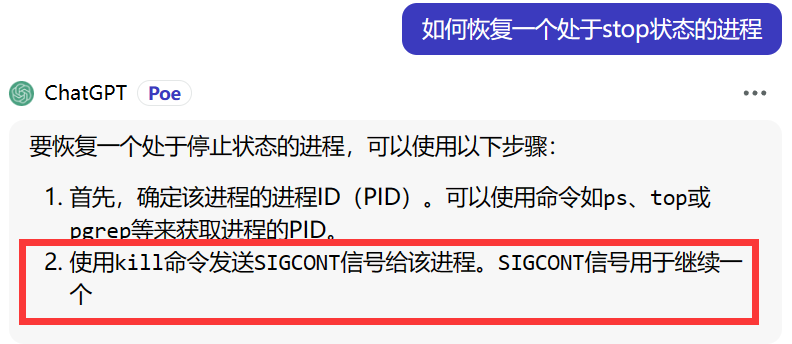 如何恢复一个处于stop状态的进程
ChatGPT Poe
要恢复一个处于停止状态的进程，可以使用以下步骤：
1. 首先，确定该进程的进程ID（PID）。可以使用命令如ps、top或
pgrep等来获取进程的PID。
2. 使用kill命令发送SIGCONT信号给该进程。SIGCONT信号用于继续一
个